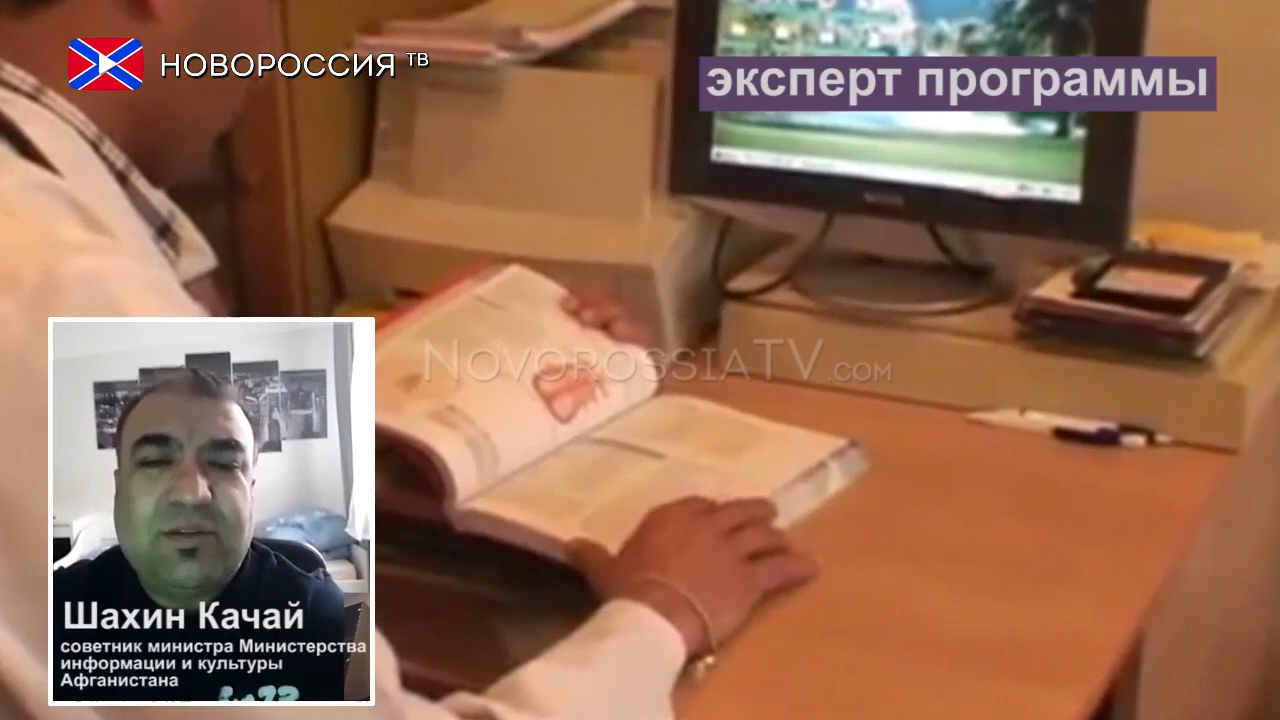 НОВОРОССИЯ ТВ
эксперт программы
NOVOROSSIATV.COM
Шахин Качай
советник министра Министерства
информации и культуры
Афганистана